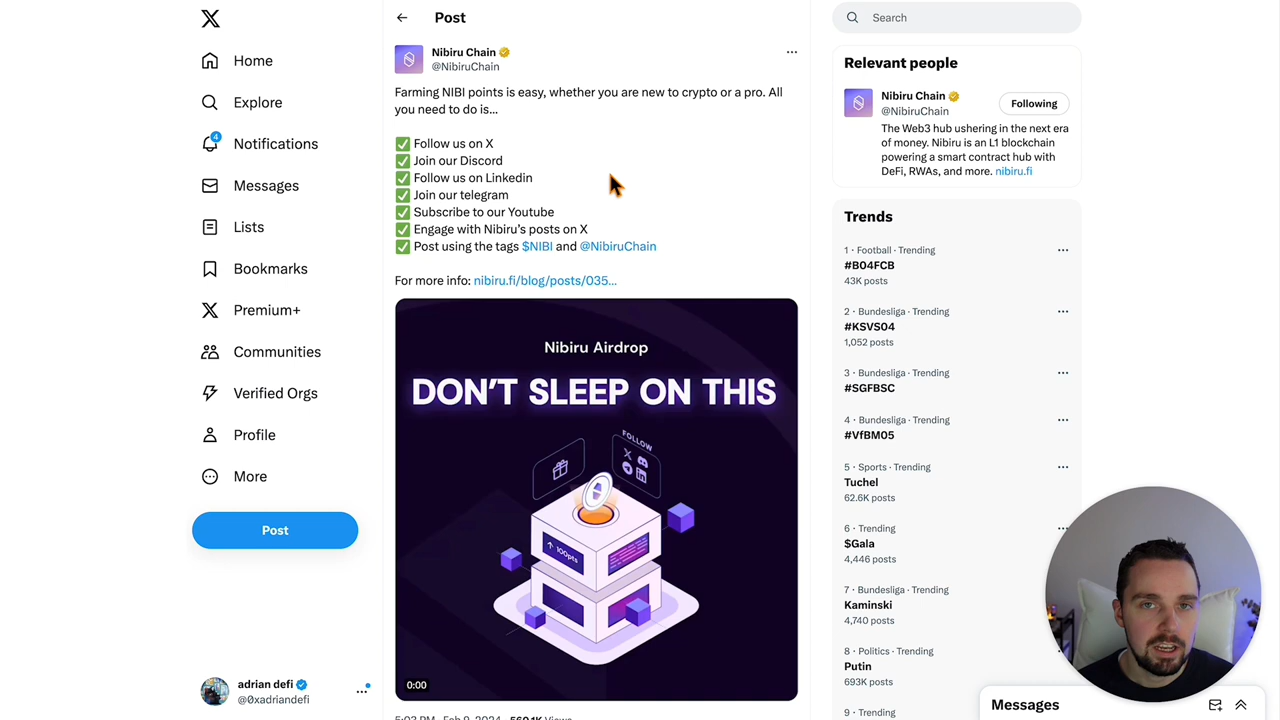 Home
Explore
4
Notifications
Messages
Lists
Bookmarks
Premium+
Communities
Verified Orgs
Profile
More
Post
adrian defi
@0xadriandefi
Post
Nibiru Chain
@NibiruChain
Farming NIBI points is easy, whether you are new to crypto or a pro. All
you need to do is...
✅ Follow us on X
✅ Join our Discord
✅ Follow us on Linkedin
✅ Join our telegram
✅ Subscribe to our Youtube
✅ Engage with Nibiru’s posts on X
✅ Post using the tags $NIBI and @NibiruChain
For more info: nibiru.fi/blog/posts/035...
Nibiru Airdrop
DON’T SLEEP ON THIS
FOLLOW
↑ 100pts
0:00
5:03 PM · Feb 9, 2024 · 560.1K Views
Search
Relevant people
Nibiru Chain
@NibiruChain
Following
The Web3 hub ushering in the next era
of money. Nibiru is an L1 blockchain
powering a smart contract hub with
DeFi, RWAs, and more. nibiru.fi
Trends
1 · Football · Trending
#B04FCB
43K posts
2 · Bundesliga · Trending
#KSVS04
1,052 posts
3 · Bundesliga · Trending
#SGFBSC
4 · Bundesliga · Trending
#VfBM05
5 · Sports · Trending
Tuchel
62.6K posts
6 · Trending
$Gala
4,446 posts
7 · Bundesliga · Trending
Kaminski
4,740 posts
8 · Politics · Trending
Putin
693K posts
9 · Trending
Messages